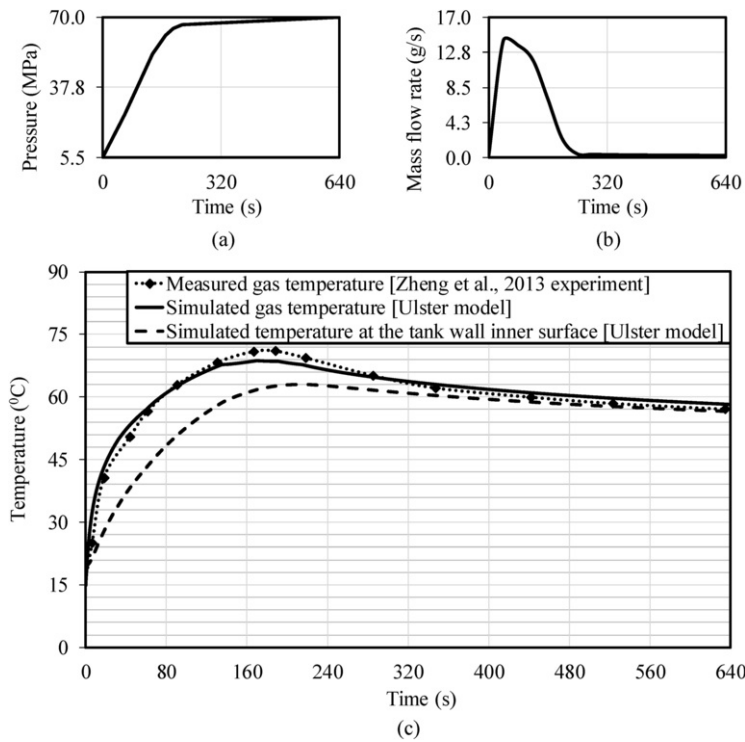 Pressure (MPa)
70.0
37.8
5.5
0
320
640
Time (s)
(a)
Mass flow rate (g/s)
17.0
12.8
8.5
4.3
0.0
0
320
640
Time (s)
(b)
Temperature (⁰C)
90
75
60
45
30
15
0
Measured gas temperature [Zheng et al., 2013 experiment]
Simulated gas temperature [Ulster model]
Simulated temperature at the tank wall inner surface [Ulster model]
0
80
160
240
320
400
480
560
640
Time (s)
(c)